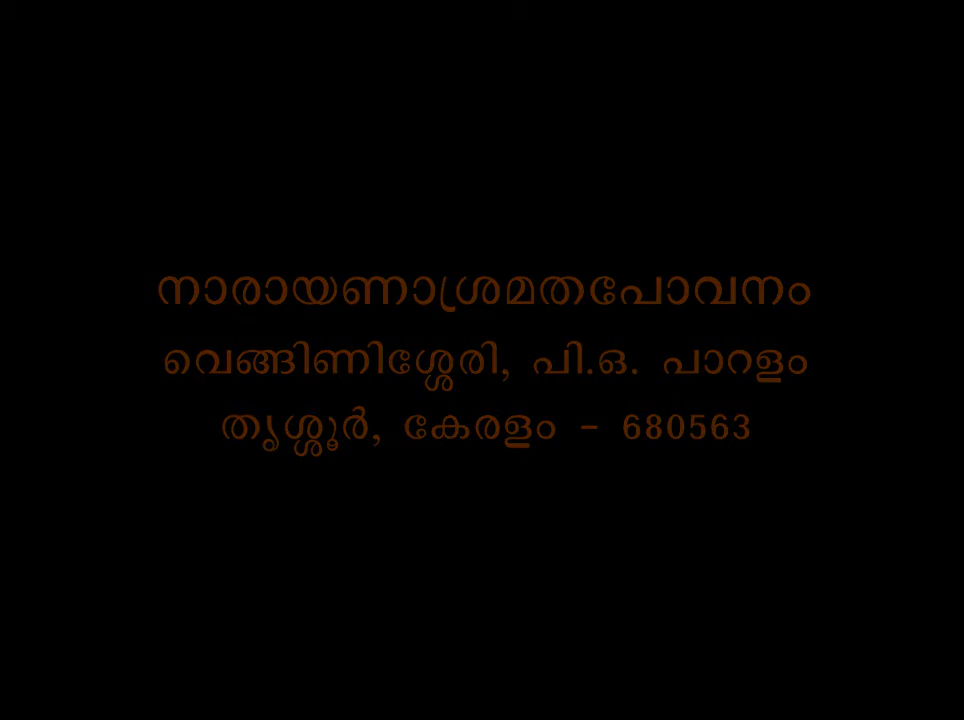 നാരായണാശ്രമതപോവനം
വെങ്ങിണിശ്ശേരി, പി.ഒ. പാറളം
തൃശ്ശൂർ, കേരളം - 680563